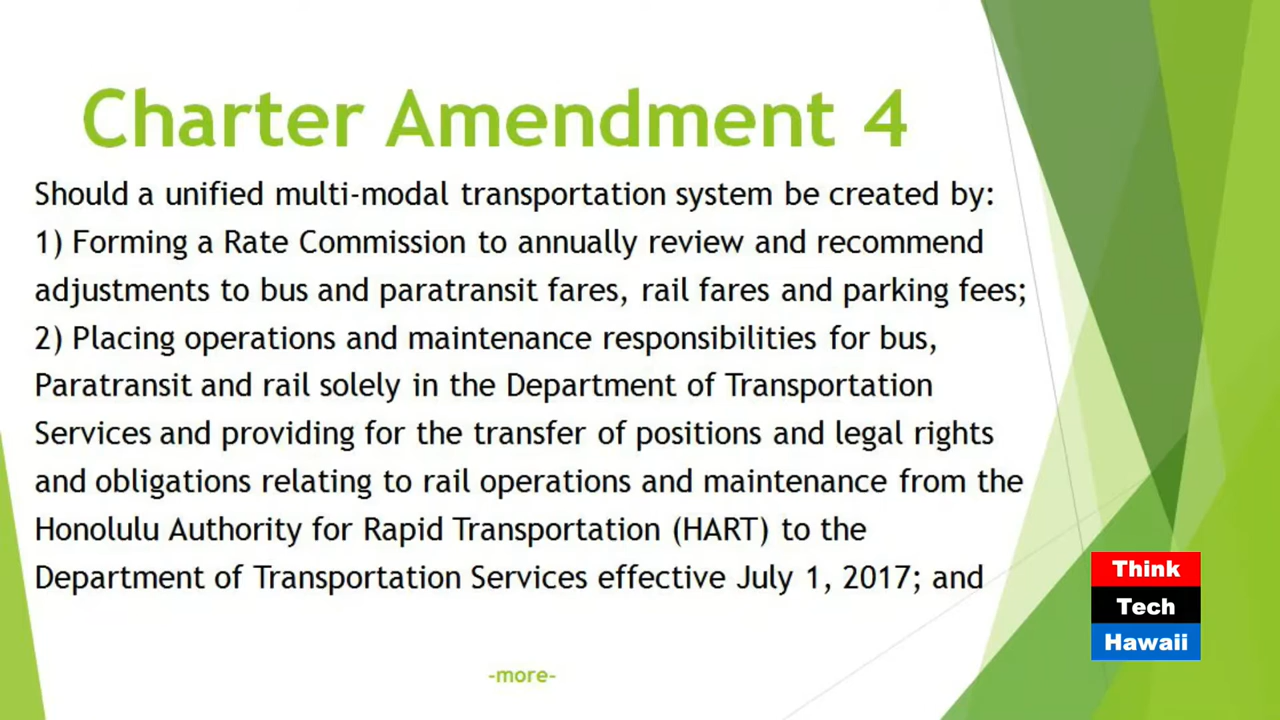 Charter Amendment 4
Should a unified multi-modal transportation system be created by:
1) Forming a Rate Commission to annually review and recommend
adjustments to bus and paratransit fares, rail fares and parking fees;
2) Placing operations and maintenance responsibilities for bus,
Paratransit and rail solely in the Department of Transportation
Services and providing for the transfer of positions and legal rights
and obligations relating to rail operations and maintenance from the
Honolulu Authority for Rapid Transportation (HART) to the
Department of Transportation Services effective July 1, 2017; and
-more-
Think
Tech
Hawaii